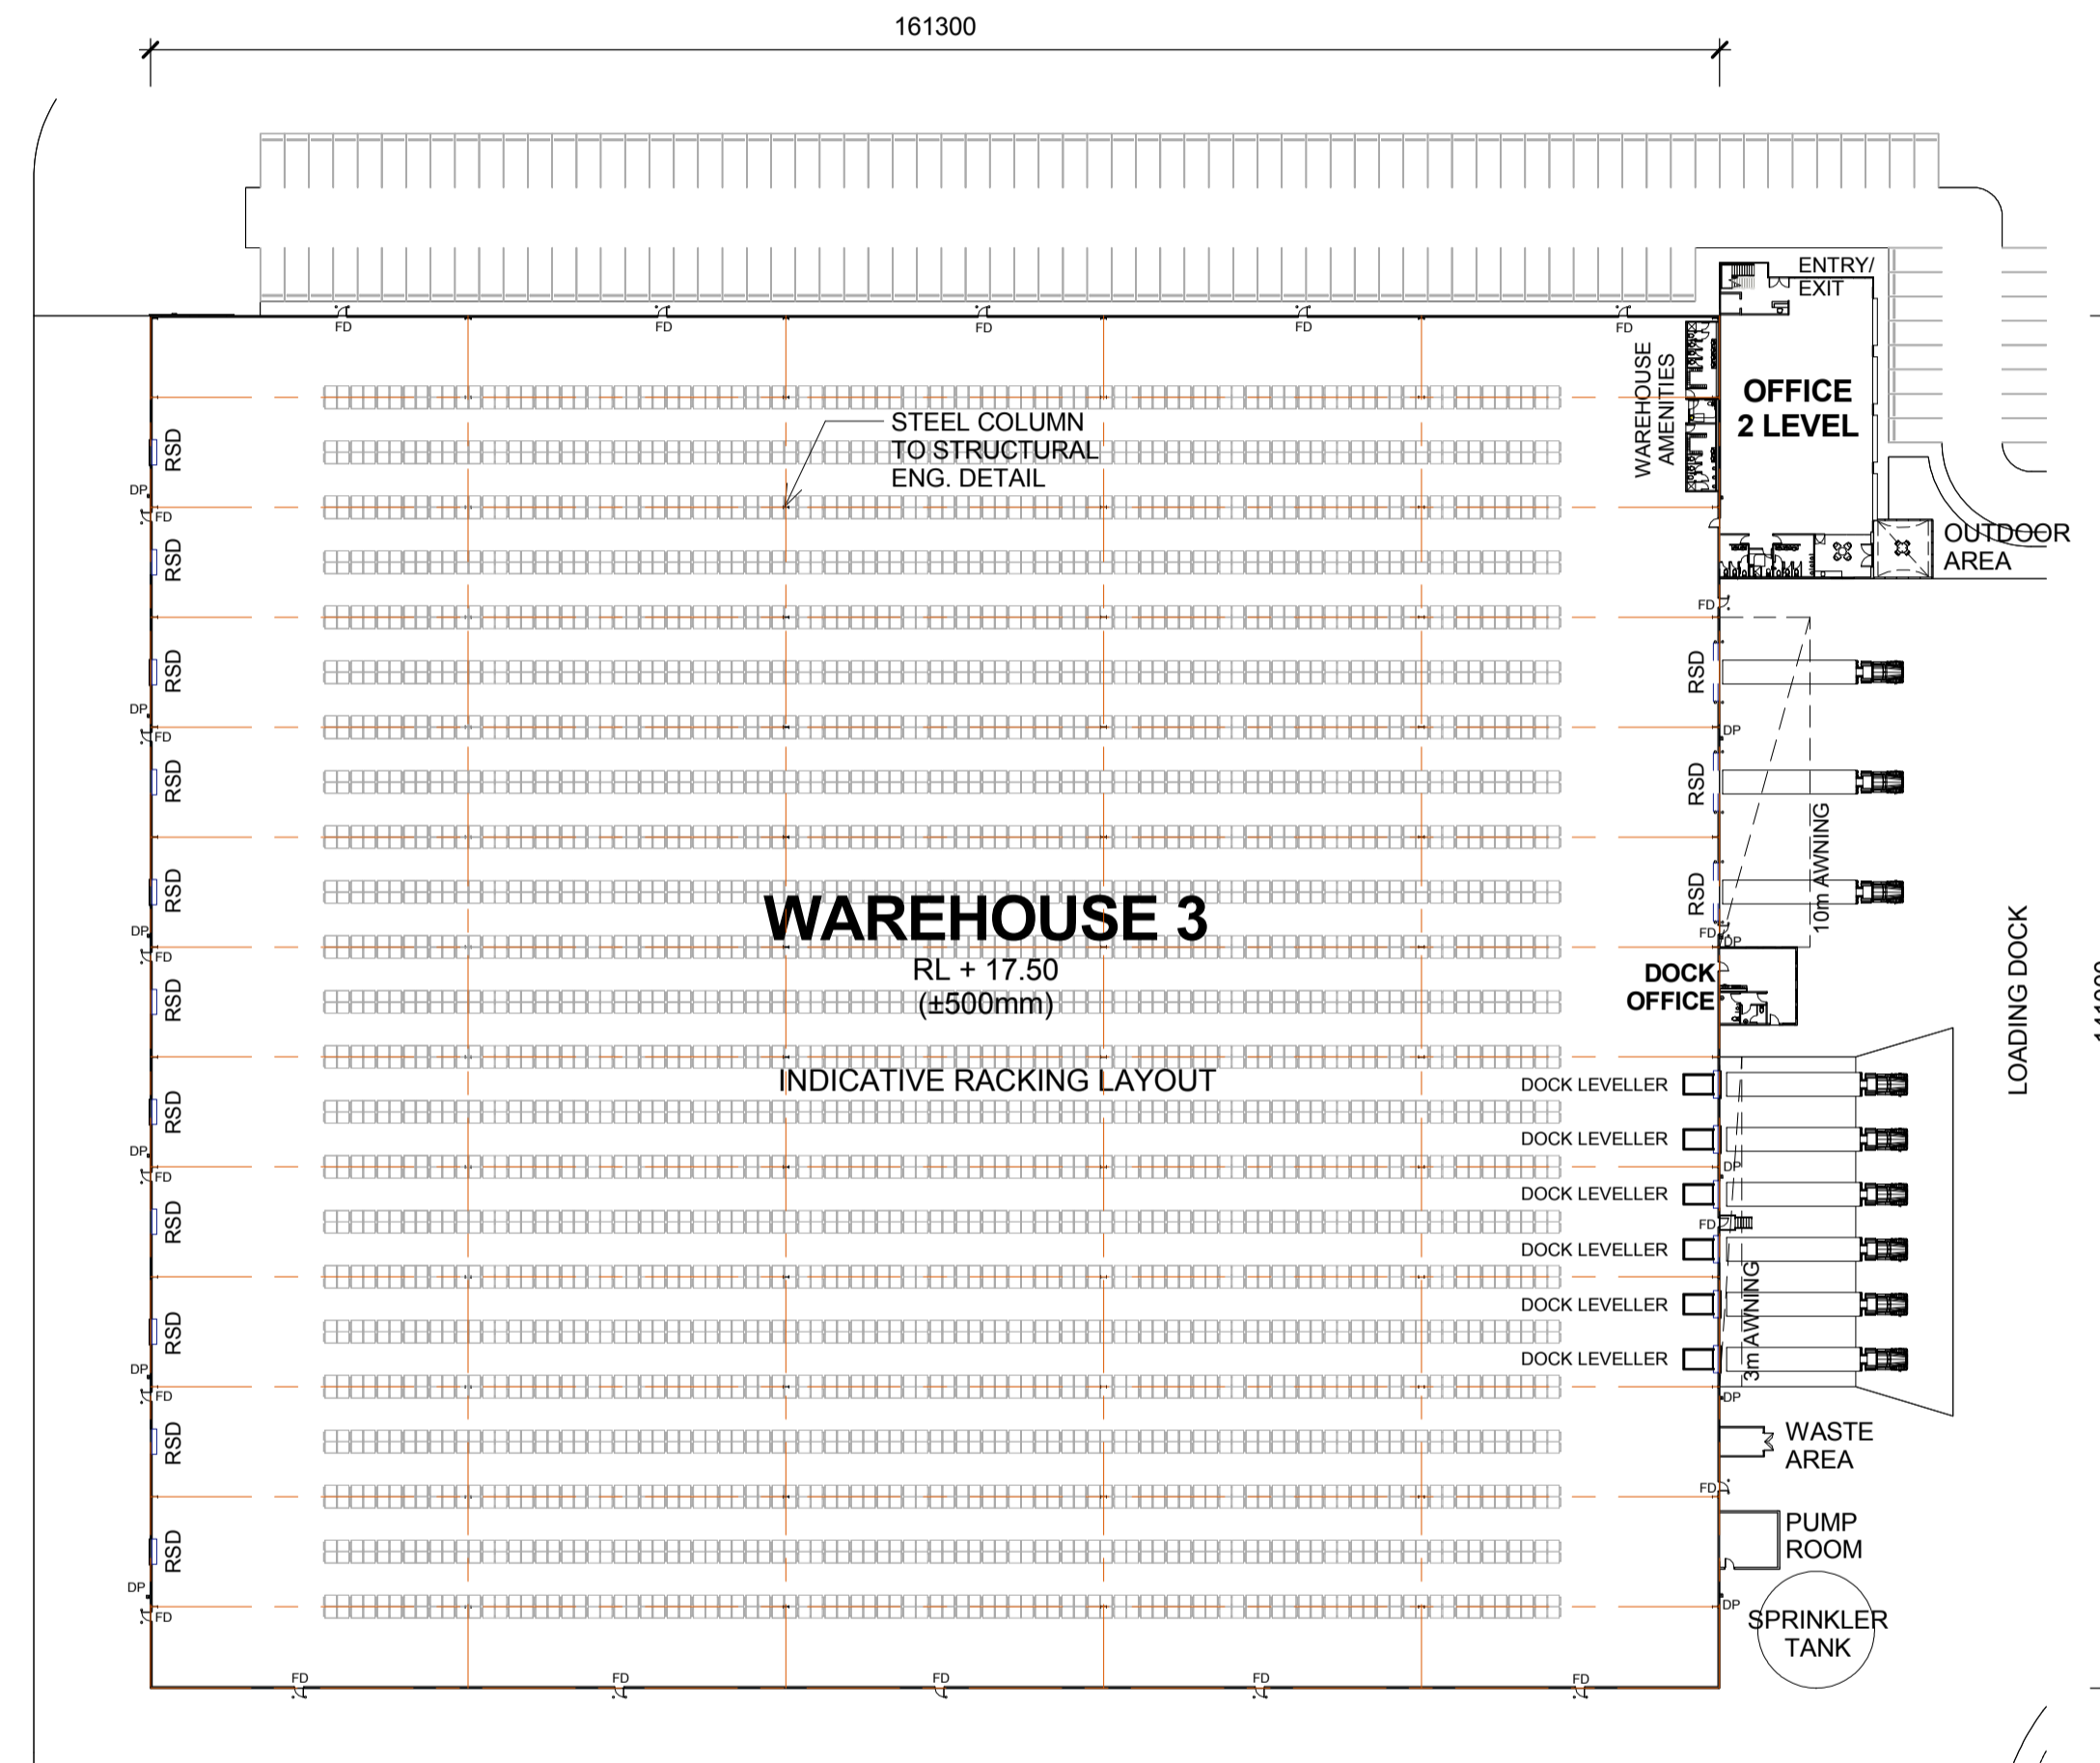 161300
ENTRY/
EXIT
FD
FD
FD
FD
FD
WAREHOUSE
AMENITIES
OFFICE
2 LEVEL
STEEL COLUMN
TO STRUCTURAL
ENG. DETAIL
RSD
DP
FD
OUTDOOR
AREA
RSD
FD
RSD
RSD
DP
FD
DP
RSD
RSD
10m AWNING
RSD
RSD
WAREHOUSE 3
DP
FD
FD
DP
RL + 17.50
(±500mm)
DOCK
OFFICE
LOADING DOCK
RSD
INDICATIVE RACKING LAYOUT
DOCK LEVELLER
RSD
DOCK LEVELLER
DP
FD
DP
DOCK LEVELLER
RSD
FD
DOCK LEVELLER
3m AWNING
DOCK LEVELLER
RSD
DOCK LEVELLER
DP
FD
DP
RSD
WASTE
AREA
FD
PUMP
ROOM
RSD
DP
FD
DP
SPRINKLER
TANK
FD
FD
FD
FD
FD